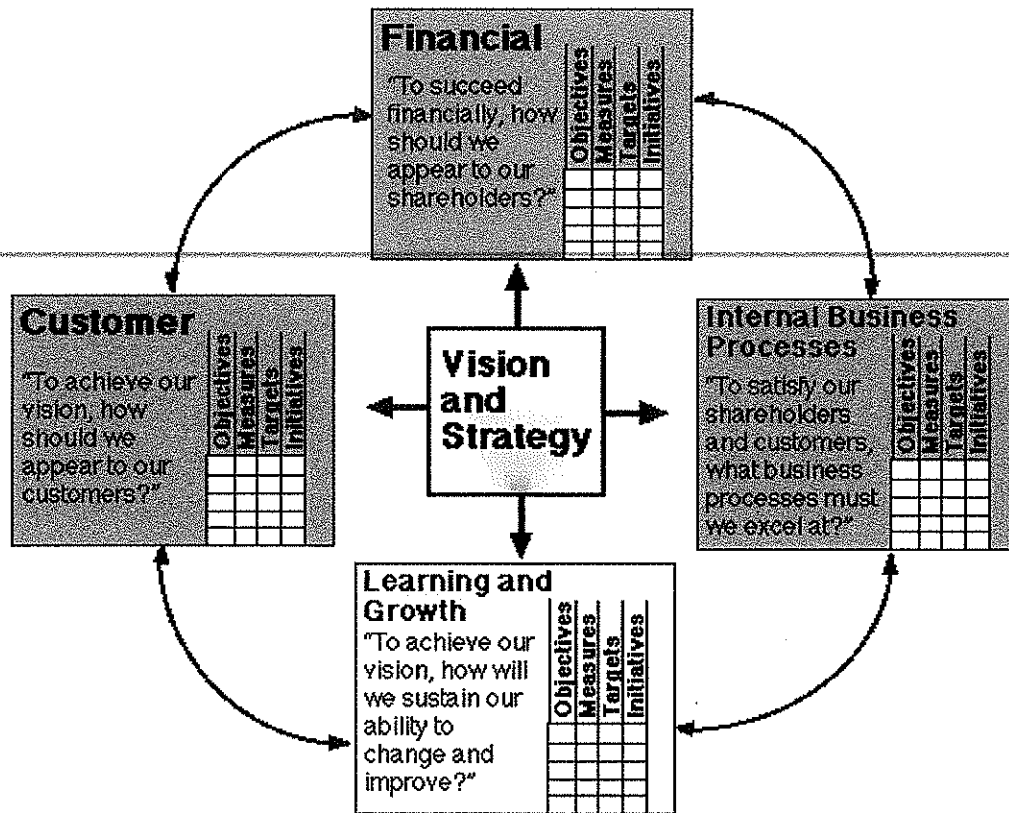 Financial
"To succeed
financially, how
should we
appear to our
shareholders?"
Objectives
Measures
Targets
Initiatives
Customer
"To achieve our
vision, how
should we
appear to our
customers?"
Objectives
Measures
Targets
Initiatives
Vision
and
Strategy
Internal Business
Processes
"To satisfy our
shareholders
and customers,
what business
processes must
we excel at?"
Objectives
Measures
Targets
Initiatives
Learning and
Growth
"To achieve our
vision, how will
we sustain our
ability to
change and
improve?"
Objectives
Measures
Targets
Initiatives